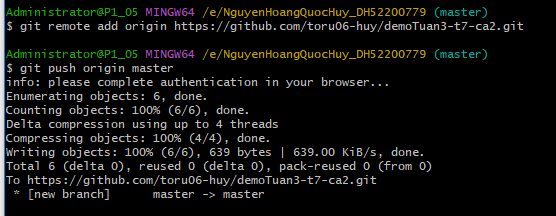 Administrator@P1_05 MINGW64 /e/NguyenHoangQuocHuy_DH52200779 (master)
$ git remote add origin https://github.com/toru06-huy/demoTuan3-t7-ca2.git
Administrator@P1_05 MINGW64 /e/NguyenHoangQuocHuy_DH52200779 (master)
$ git push origin master
info: please complete authentication in your browser...
Enumerating objects: 6, done.
Counting objects: 100% (6/6), done.
Delta compression using up to 4 threads
Compressing objects: 100% (4/4), done.
Writing objects: 100% (6/6), 639 bytes | 639.00 KiB/s, done.
Total 6 (delta 0), reused 0 (delta 0), pack-reused 0 (from 0)
To https://github.com/toru06-huy/demoTuan3-t7-ca2.git
 * [new branch]      master -> master